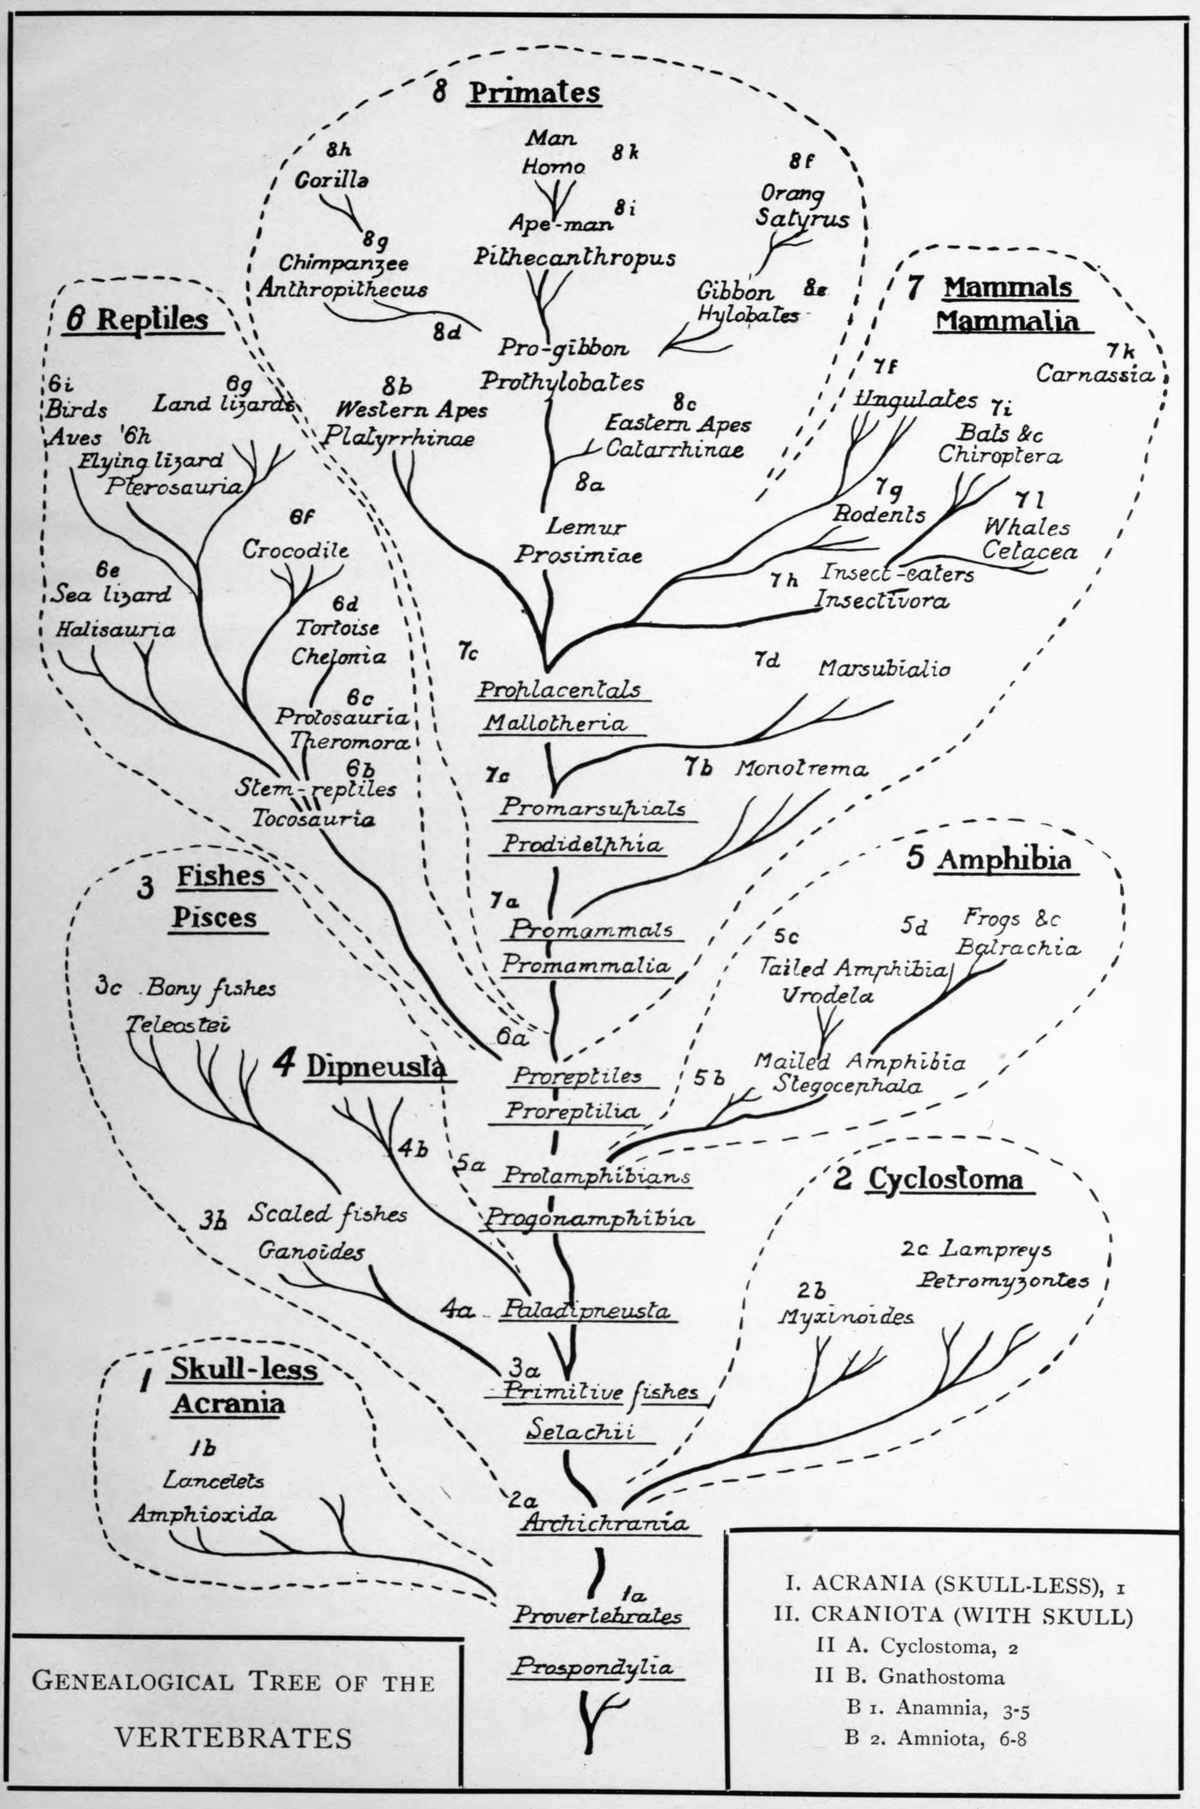 8 Primates
Man
Homo
8k
8h
Gorilla
8f
Orang
Satyrus
Ape-man 8i
Pithecanthropus
8g
Chimpanzee
Anthropithecus
8d
Gibbon 8e
Hylobates
Pro-gibbon
Prothylobates
8b
Western Apes
Platyrrhinae
8c
Eastern Apes
Catarrhinae
8a
Lemur
Prosimiae
6 Reptiles
6i
Birds
Aves
6g
Land lizards
6h
Flying lizard
Pterosauria
6f
Crocodile
6e
Sea lizard
Halisauria
6d
Tortoise
Chelonia
6c
Protosauria
Theromora
6b
Stem-reptiles
Tocosauria
7 Mammals
Mammalia
7k
Carnassia
7f
Ungulates
7i
Bats &c
Chiroptera
7g
Rodents
7l
Whales
Cetacea
7h Insect-eaters
Insectivora
7c
Prohlacentals
Mallotheria
7d Marsubialio
7c
Promarsupials
Prodidelphia
7b Monotrema
7a
Promammals
Promammalia
3 Fishes
Pisces
3c Bony fishes
Teleostei
5 Amphibia
5d Frogs &c
Batrachia
5c
Tailed Amphibia
Urodela
5b Mailed Amphibia
Stegocephala
6a
Proreptiles
Proreptilia
4 Dipneusta
4b
5a
Protamphibians
Progonamphibia
3b Scaled fishes
Ganoides
2 Cyclostoma
2c Lampreys
Petromyzontes
2b
Myxinoides
4a Paladipneusta
3a
Primitive fishes
Selachii
1 Skull-less
Acrania
1b
Lancelets
Amphioxida
2a
Archichrania
1a
Provertebrates
Prospondylia
GENEALOGICAL TREE OF THE
VERTEBRATES
I. ACRANIA (SKULL-LESS), 1
II. CRANIOTA (WITH SKULL)
II A. Cyclostoma, 2
II B. Gnathostoma
B 1. Anamnia, 3-5
B 2. Amniota, 6-8